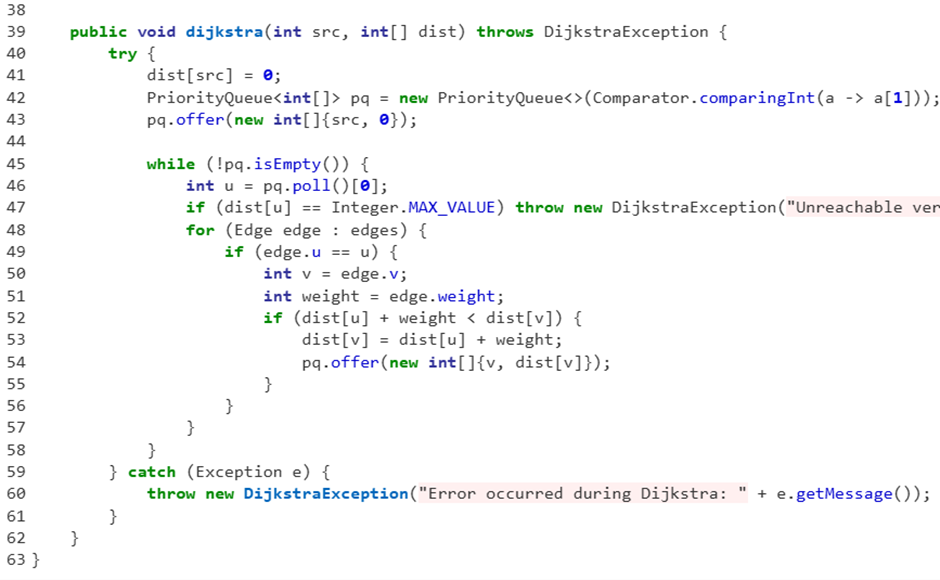 38
39     public void dijkstra(int src, int[] dist) throws DijkstraException {
40         try {
41             dist[src] = 0;
42             PriorityQueue<int[]> pq = new PriorityQueue<>(Comparator.comparingInt(a -> a[1]));
43             pq.offer(new int[]{src, 0});
44
45             while (!pq.isEmpty()) {
46                 int u = pq.poll()[0];
47                 if (dist[u] == Integer.MAX_VALUE) throw new DijkstraException("Unreachable ver
48                 for (Edge edge : edges) {
49                     if (edge.u == u) {
50                         int v = edge.v;
51                         int weight = edge.weight;
52                         if (dist[u] + weight < dist[v]) {
53                             dist[v] = dist[u] + weight;
54                             pq.offer(new int[]{v, dist[v]});
55                         }
56                     }
57                 }
58             }
59         } catch (Exception e) {
60             throw new DijkstraException("Error occurred during Dijkstra: " + e.getMessage());
61         }
62     }
63 }